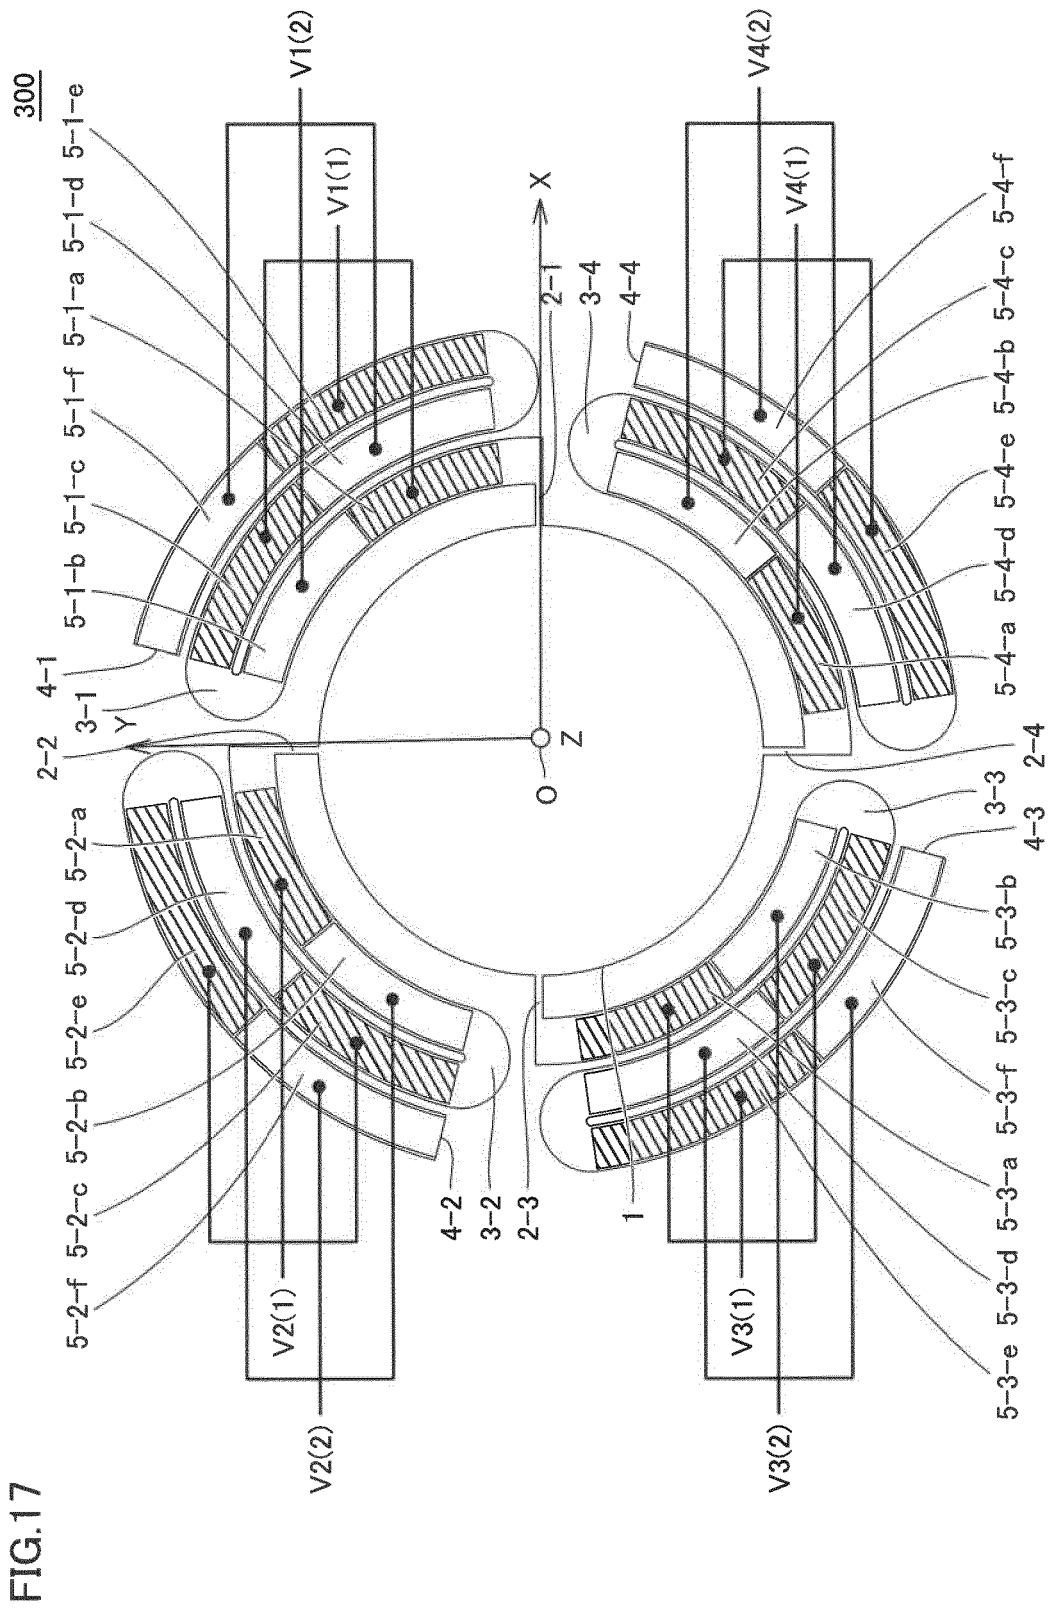 FIG.17
300
V1(2)
V1(1)
5-1-e
5-1-d
5-1-a
5-1-f
5-1-c
5-1-b
4-1
3-1
Y
2-2
X
2-1
3-4
4-4
V4(2)
V4(1)
5-4-f
5-4-c
5-4-b
5-4-e
5-4-d
5-4-a
2-4
3-3
4-3
Z
O
5-2-a
5-2-d
5-2-e
5-2-b
5-2-c
5-2-f
V2(1)
V2(2)
4-2
3-2
2-3
1
V3(1)
V3(2)
5-3-b
5-3-c
5-3-f
5-3-a
5-3-d
5-3-e